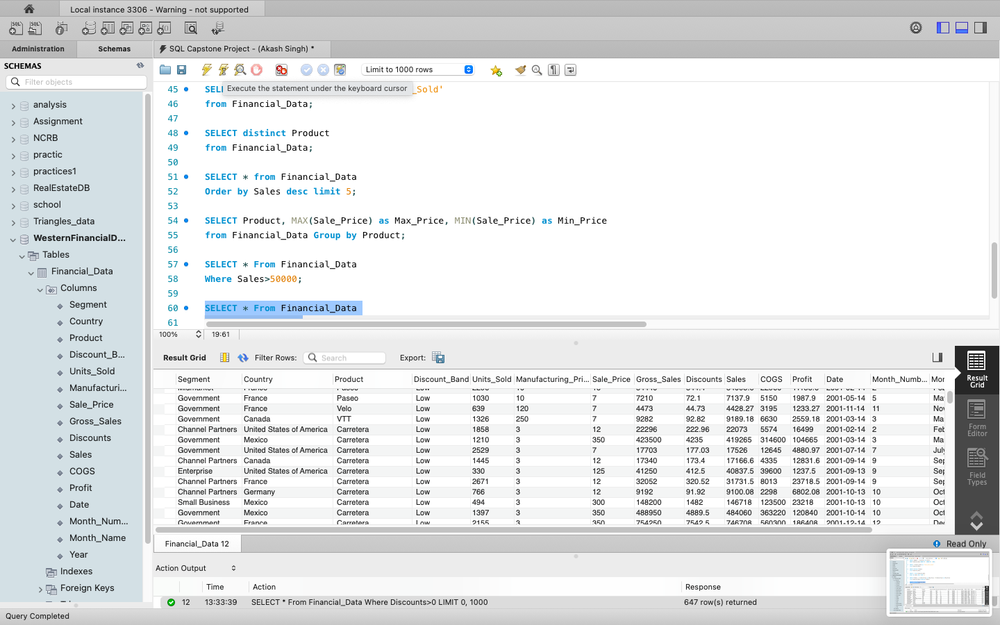 Local instance 3306 - Warning - not supported
Administration
Schemas
SQL Capstone Project - (Akash Singh) *
SCHEMAS
Filter objects
Limit to 1000 rows
Execute the statement under the keyboard cursor
analysis
Assignment
NCRB
practic
practices1
RealEstateDB
school
Triangles_data
WesternFinancialD...
Tables
Financial_Data
Columns
Segment
Country
Product
Discount_B...
Units_Sold
Manufacturi...
Sale_Price
Gross_Sales
Discounts
Sales
COGS
Profit
Date
Month_Num...
Month_Name
Year
Indexes
Foreign Keys
45 SEL _Sold'
46 from Financial_Data;
47
48 SELECT distinct Product
49 from Financial_Data;
50
51 SELECT * from Financial_Data
52 Order by Sales desc limit 5;
53
54 SELECT Product, MAX(Sale_Price) as Max_Price, MIN(Sale_Price) as Min_Price
55 from Financial_Data Group by Product;
56
57 SELECT * From Financial_Data
58 Where Sales>50000;
59
60 SELECT * From Financial_Data
61
100% 19:61
Result Grid Filter Rows: Search Export:
Segment Country Product Discount_Band Units_Sold Manufacturing_Pri... Sale_Price Gross_Sales Discounts Sales COGS Profit Date Month_Numb... Mor
Government France Paseo Low 1030 10 7 7210 72.1 7137.9 5150 1987.9 2001-05-14 5 Ma
Government France Velo Low 639 120 7 4473 44.73 4428.27 3195 1233.27 2001-11-14 11 Nov
Government Canada VTT Low 1326 250 7 9282 92.82 9189.18 6630 2559.18 2001-03-14 3 Ma
Channel Partners United States of America Carretera Low 1858 3 12 22296 222.96 22073 5574 16499 2001-02-14 2 Feb
Government Mexico Carretera Low 1210 3 350 423500 4235 419265 314600 104665 2001-03-14 3 Ma
Government United States of America Carretera Low 2529 3 7 17703 177.03 17526 12645 4880.97 2001-07-14 7 July
Channel Partners Canada Carretera Low 1445 3 12 17340 173.4 17166.6 4335 12831.6 2001-09-14 9 Sep
Enterprise United States of America Carretera Low 330 3 125 41250 412.5 40837.5 39600 1237.5 2001-09-13 9 Sep
Channel Partners France Carretera Low 2671 3 12 32052 320.52 31731.5 8013 23718.5 2001-09-14 9 Sep
Channel Partners Germany Carretera Low 766 3 12 9192 91.92 9100.08 2298 6802.08 2001-10-13 10 Oct
Small Business Mexico Carretera Low 494 3 300 148200 1482 146718 123500 23218 2001-10-13 10 Oct
Government Mexico Carretera Low 1397 3 350 488950 4889.5 484060 363220 120840 2001-10-14 10 Oct
Government France Carretera Low 2155 3 350 754250 7542.5 746708 560300 186408 2001-12-14 12 Dec
Result
Grid
Form
Editor
Field
Types
Financial_Data 12
Read Only
Action Output
Time Action Response
12 13:33:39 SELECT * From Financial_Data Where Discounts>0 LIMIT 0, 1000 647 row(s) returned
Query Completed